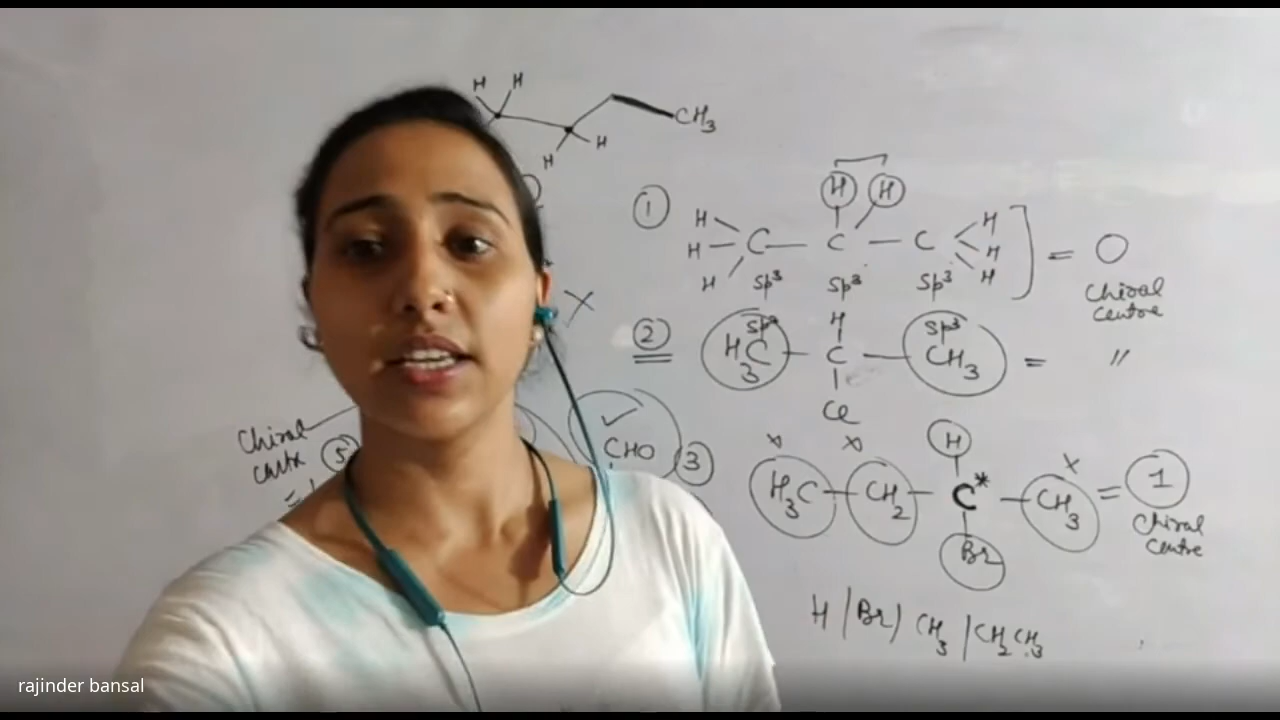 H H
CH3
H H
①
H H
H H
H — C — C — C — H = 0
H H
sp³ sp³ sp³
Chiral
Centre
②
H
sp³ sp³
H3C — C — CH3 = 〃
Cl
Chiral
⑤
CHO ③
H
H3C — CH2 — C* — CH3 = 1
Br
Chiral
Centre
H / Br / CH3 / CH2CH3
rajinder bansal